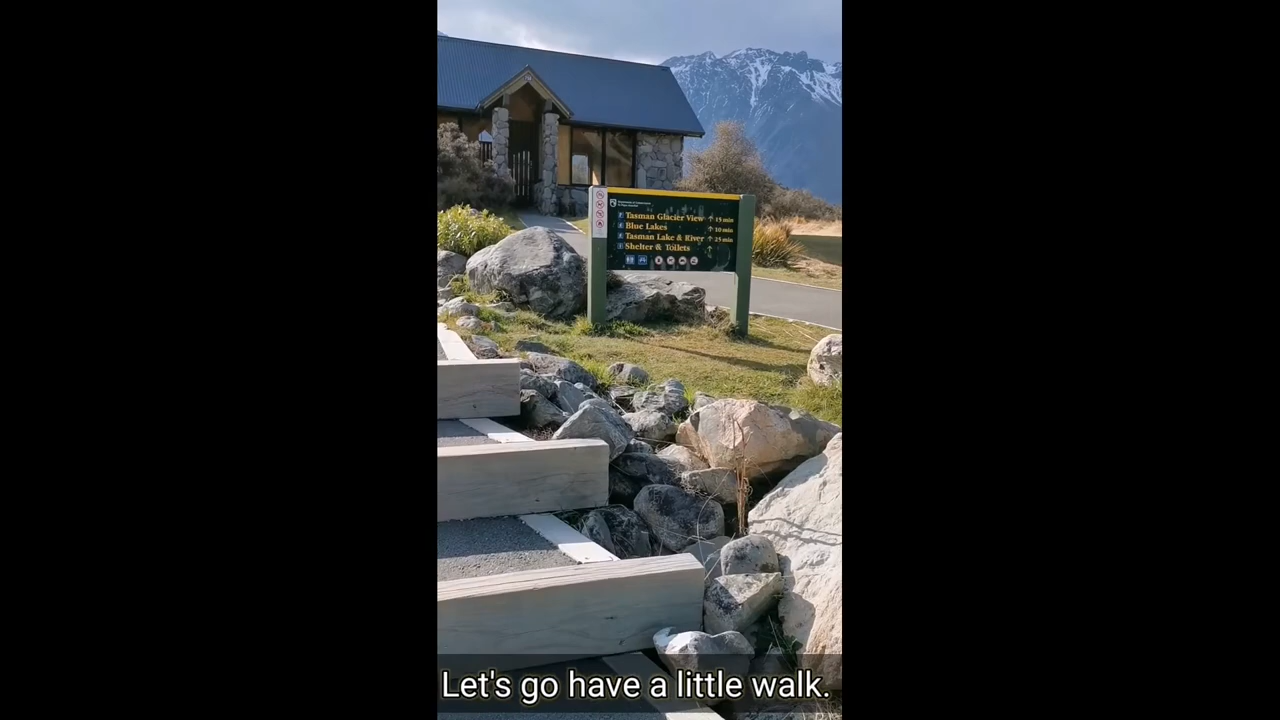 Tasman Glacier View ↑ 15 min
Blue Lakes ↑ 10 min
Tasman Lake & River ↑ 25 min
Shelter & Toilets ↑
Let's go have a little walk.